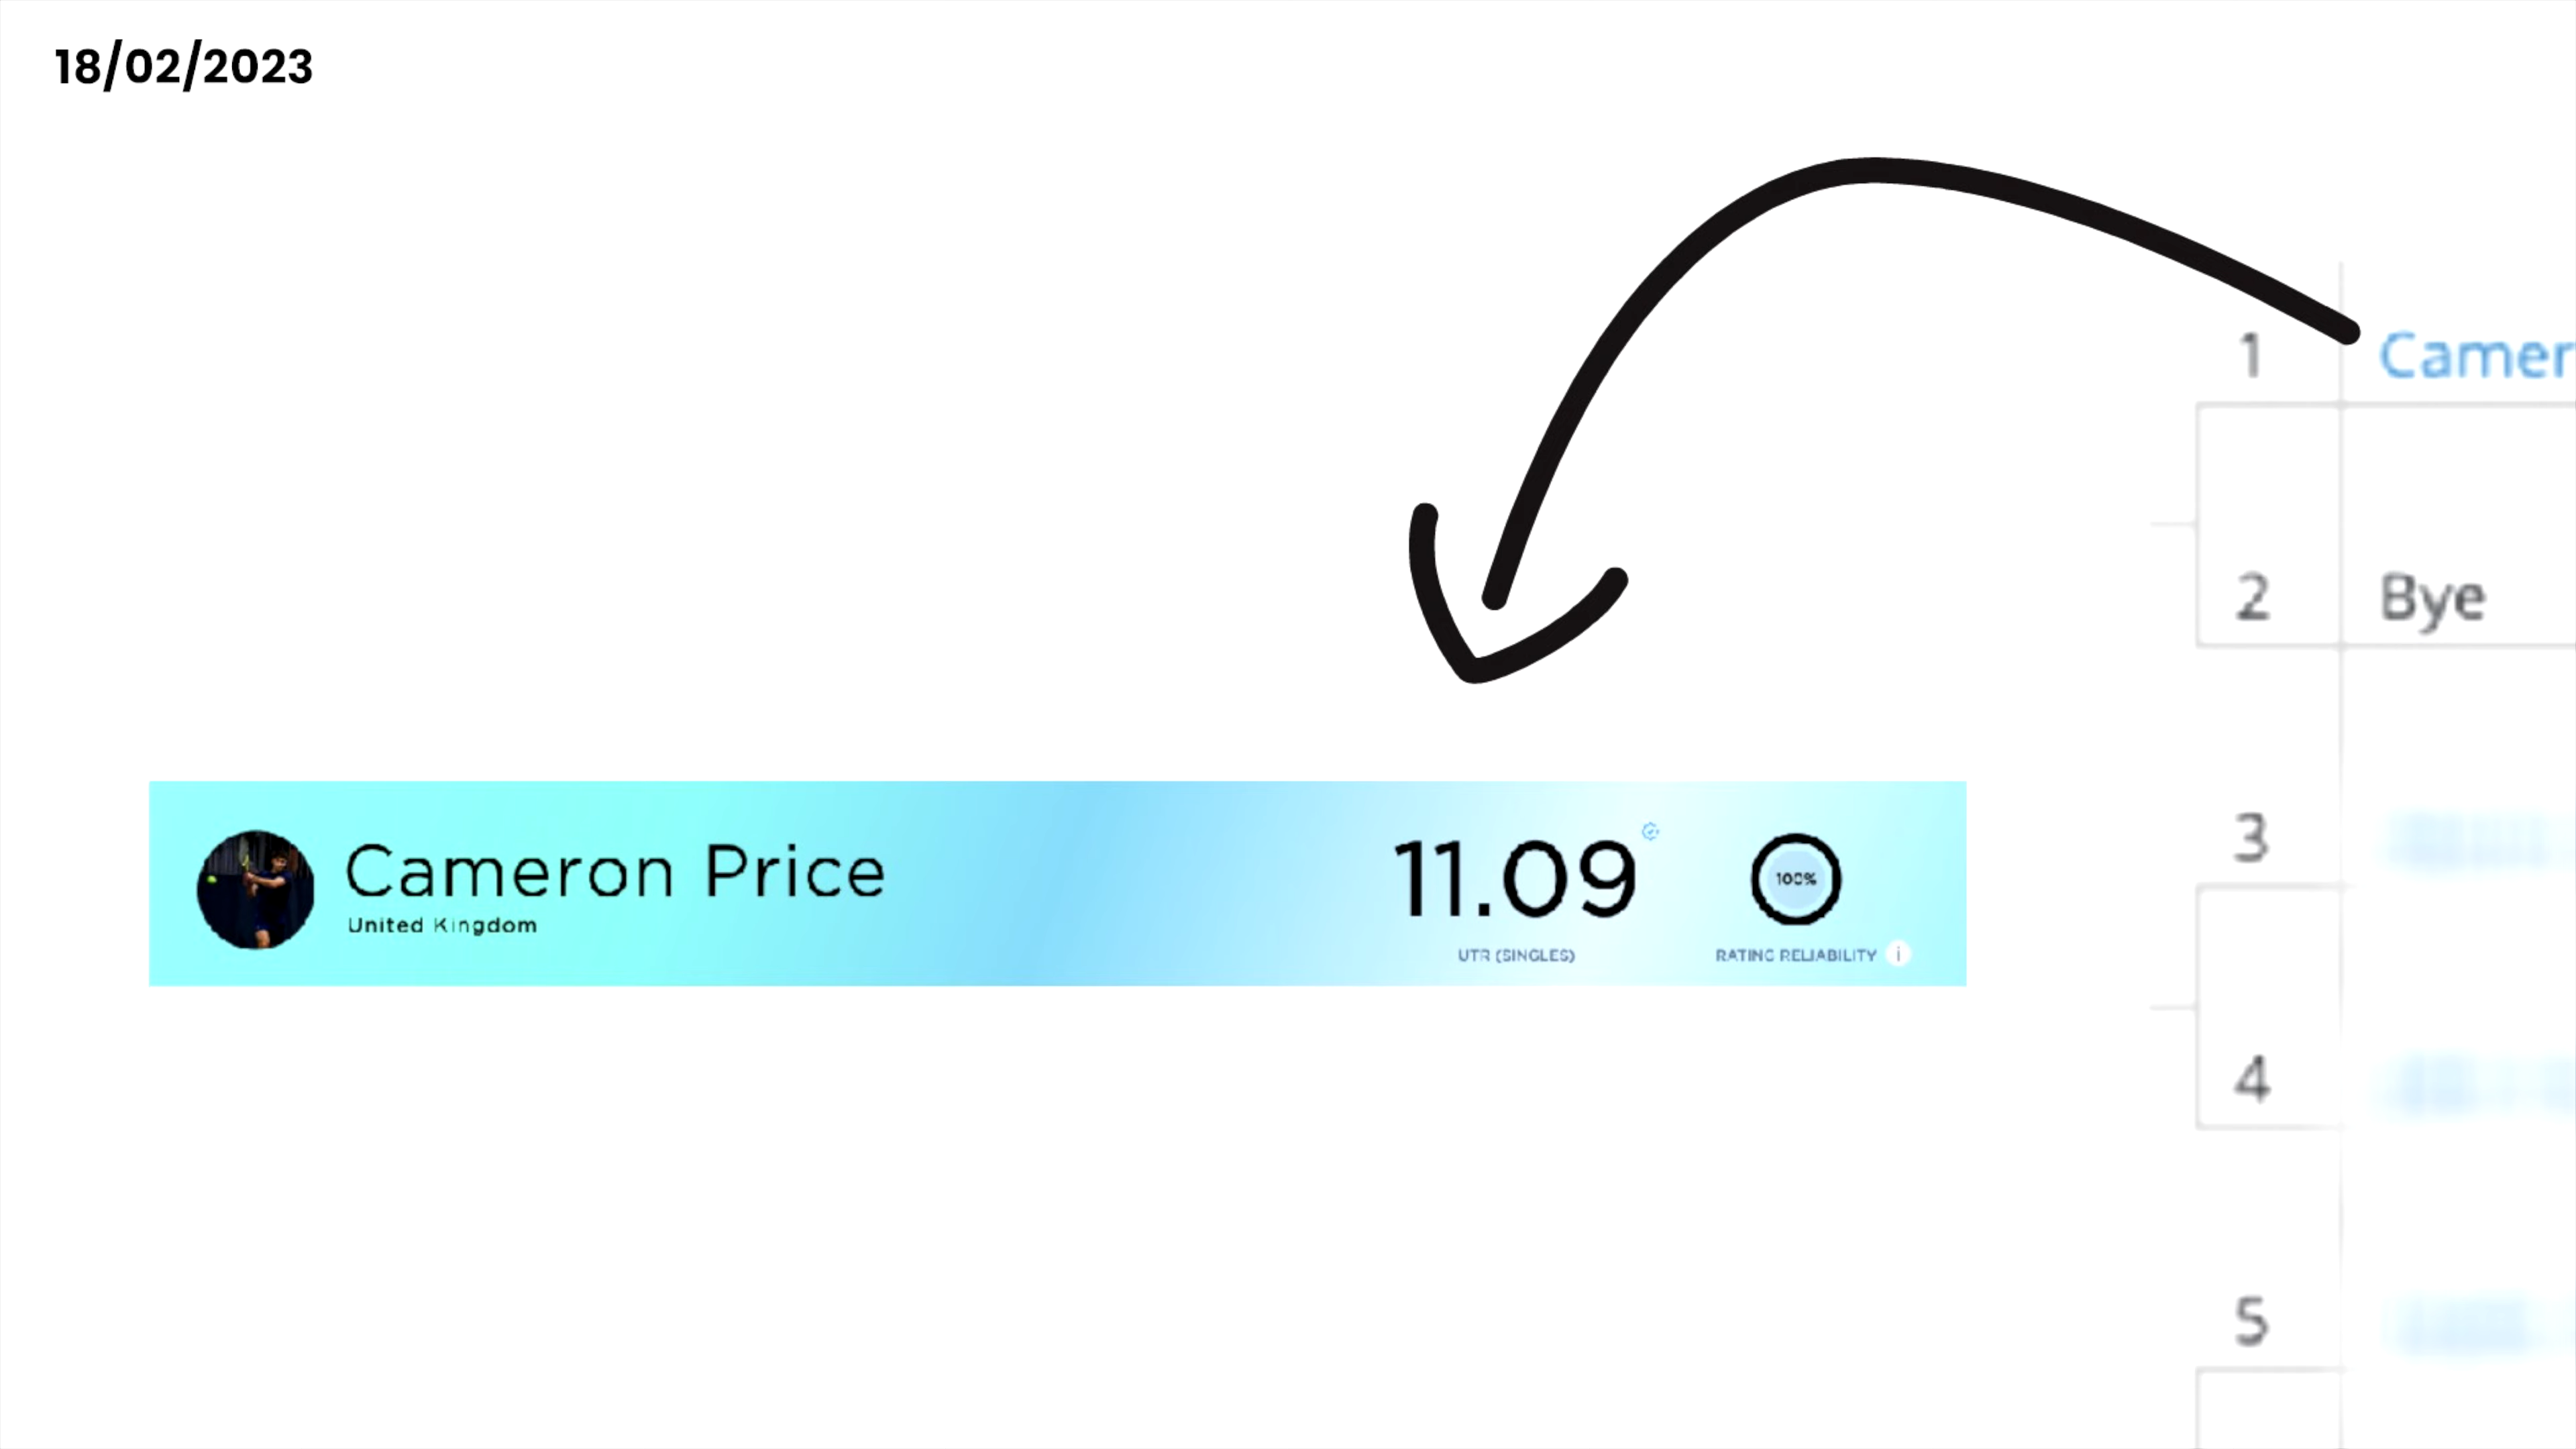 18/02/2023
1 Camer
2 Bye
Cameron Price
United Kingdom
11.09
UTR (SINGLES)
100%
RATING RELIABILITY i
3
4
5